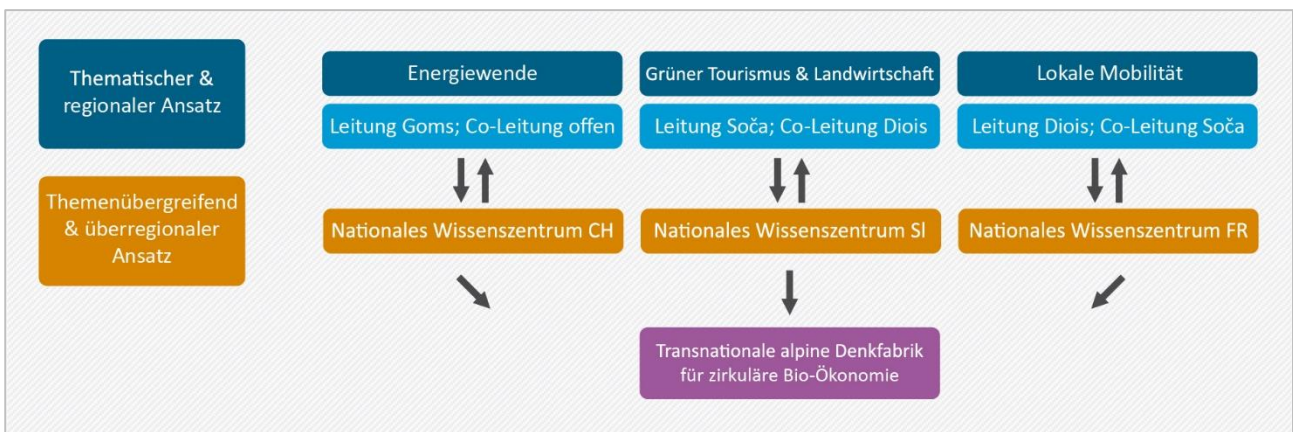 Thematischer &
regionaler Ansatz
Energiewende
Grüner Tourismus & Landwirtschaft
Lokale Mobilität
Leitung Goms; Co-Leitung offen
Leitung Soča; Co-Leitung Diois
Leitung Diois; Co-Leitung Soča
Themenübergreifend
& überregionaler
Ansatz
Nationales Wissenszentrum CH
Nationales Wissenszentrum Sl
Nationales Wissenszentrum FR
Transnationale alpine Denkfabrik
für zirkuläre Bio-Ökonomie